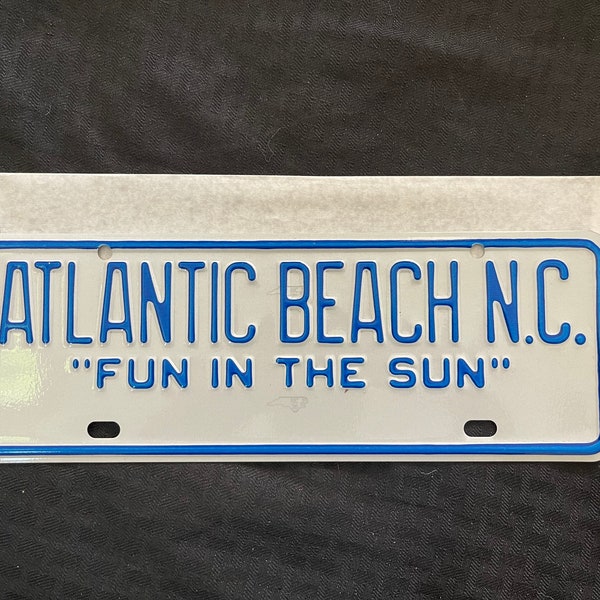 ATLANTIC BEACH N.C.
"FUN IN THE SUN"